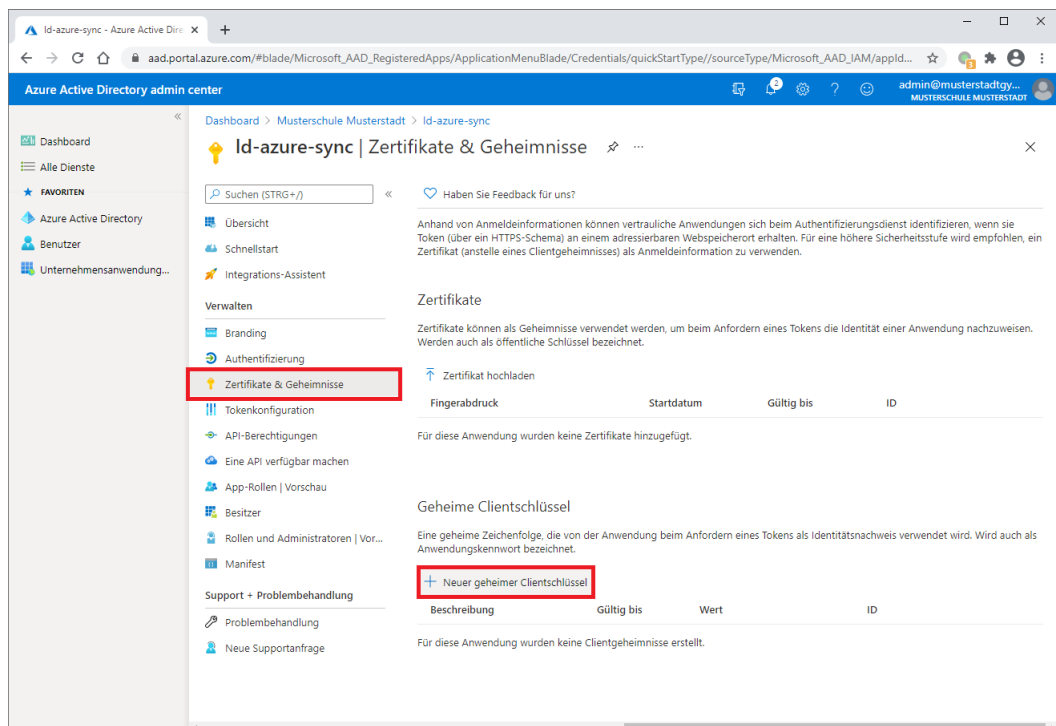 ld-azure-sync - Azure Active Dire
aad.portal.azure.com/#blade/Microsoft_AAD_RegisteredApps/ApplicationMenuBlade/Credentials/quickStartType//sourceType/Microsoft_AAD_IAM/appId...
3
Azure Active Directory admin center
2
admin@musterstadtgy...
MUSTERSCHULE MUSTERSTADT
Dashboard
Alle Dienste
FAVORITEN
Azure Active Directory
Benutzer
Unternehmensanwendung...
Dashboard > Musterschule Musterstadt > ld-azure-sync
ld-azure-sync | Zertifikate & Geheimnisse
Suchen (STRG+/)
Übersicht
Schnellstart
Integrations-Assistent
Verwalten
Branding
Authentifizierung
Zertifikate & Geheimnisse
Tokenkonfiguration
API-Berechtigungen
Eine API verfügbar machen
App-Rollen | Vorschau
Besitzer
Rollen und Administratoren | Vor...
Manifest
Support + Problembehandlung
Problembehandlung
Neue Supportanfrage
Haben Sie Feedback für uns?
Anhand von Anmeldeinformationen können vertrauliche Anwendungen sich beim Authentifizierungsdienst identifizieren, wenn sie
Token (über ein HTTPS-Schema) an einem adressierbaren Webspeicherort erhalten. Für eine höhere Sicherheitsstufe wird empfohlen, ein
Zertifikat (anstelle eines Clientgeheimnisses) als Anmeldeinformation zu verwenden.
Zertifikate
Zertifikate können als Geheimnisse verwendet werden, um beim Anfordern eines Tokens die Identität einer Anwendung nachzuweisen.
Werden auch als öffentliche Schlüssel bezeichnet.
Zertifikat hochladen
Fingerabdruck Startdatum Gültig bis ID
Für diese Anwendung wurden keine Zertifikate hinzugefügt.
Geheime Clientschlüssel
Eine geheime Zeichenfolge, die von der Anwendung beim Anfordern eines Tokens als Identitätsnachweis verwendet wird. Wird auch als
Anwendungskennwort bezeichnet.
Neuer geheimer Clientschlüssel
Beschreibung Gültig bis Wert ID
Für diese Anwendung wurden keine Clientgeheimnisse erstellt.